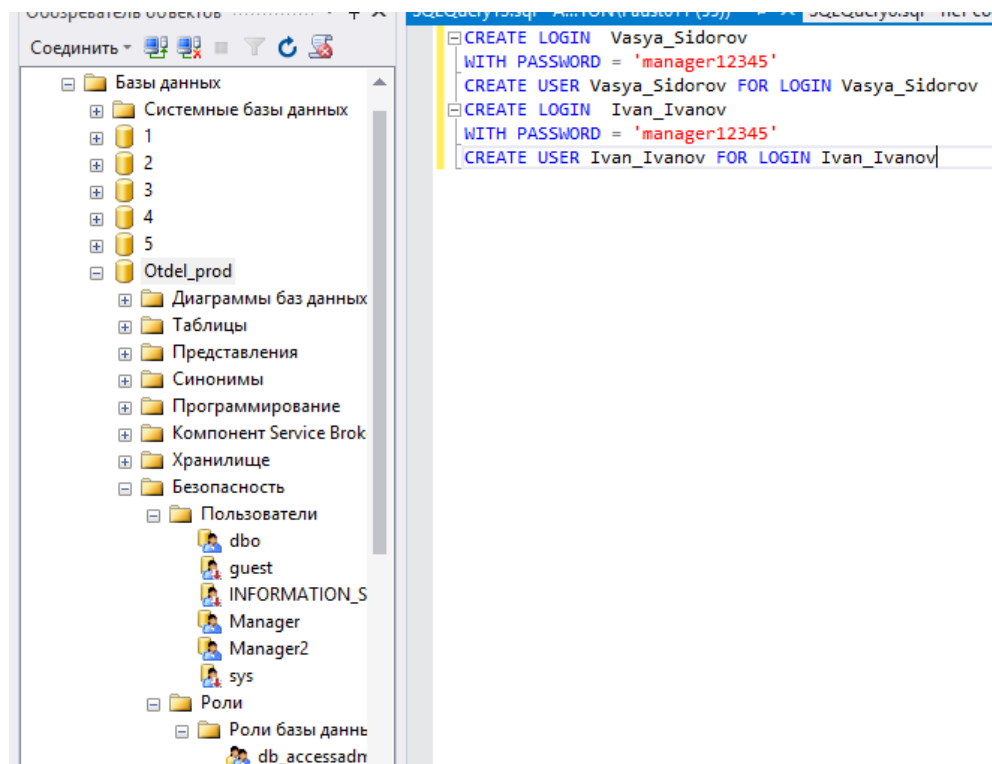 Обозреватель объектов
Соединить
Базы данных
Системные базы данных
1
2
3
4
5
Otdel_prod
Диаграммы баз данных
Таблицы
Представления
Синонимы
Программирование
Компонент Service Brok
Хранилище
Безопасность
Пользователи
dbo
guest
INFORMATION_S
Manager
Manager2
sys
Роли
Роли базы данны
db_accessadm
CREATE LOGIN  Vasya_Sidorov
WITH PASSWORD = 'manager12345'
CREATE USER Vasya_Sidorov FOR LOGIN Vasya_Sidorov
CREATE LOGIN  Ivan_Ivanov
WITH PASSWORD = 'manager12345'
CREATE USER Ivan_Ivanov FOR LOGIN Ivan_Ivanov